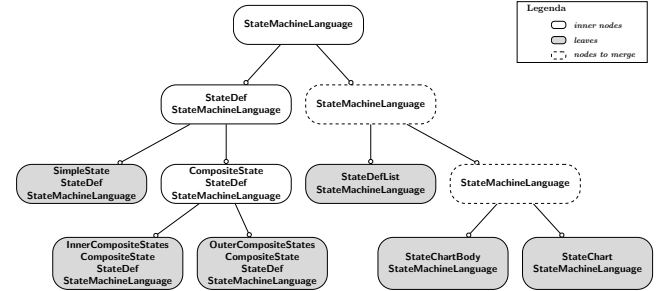 StateMachineLanguage
Legenda
inner nodes
leaves
nodes to merge
StateDef
StateMachineLanguage
StateMachineLanguage
SimpleState
StateDef
StateMachineLanguage
CompositeState
StateDef
StateMachineLanguage
StateDefList
StateMachineLanguage
StateMachineLanguage
InnerCompositeStates
CompositeState
StateDef
StateMachineLanguage
OuterCompositeStates
CompositeState
StateDef
StateMachineLanguage
StateChartBody
StateMachineLanguage
StateChart
StateMachineLanguage